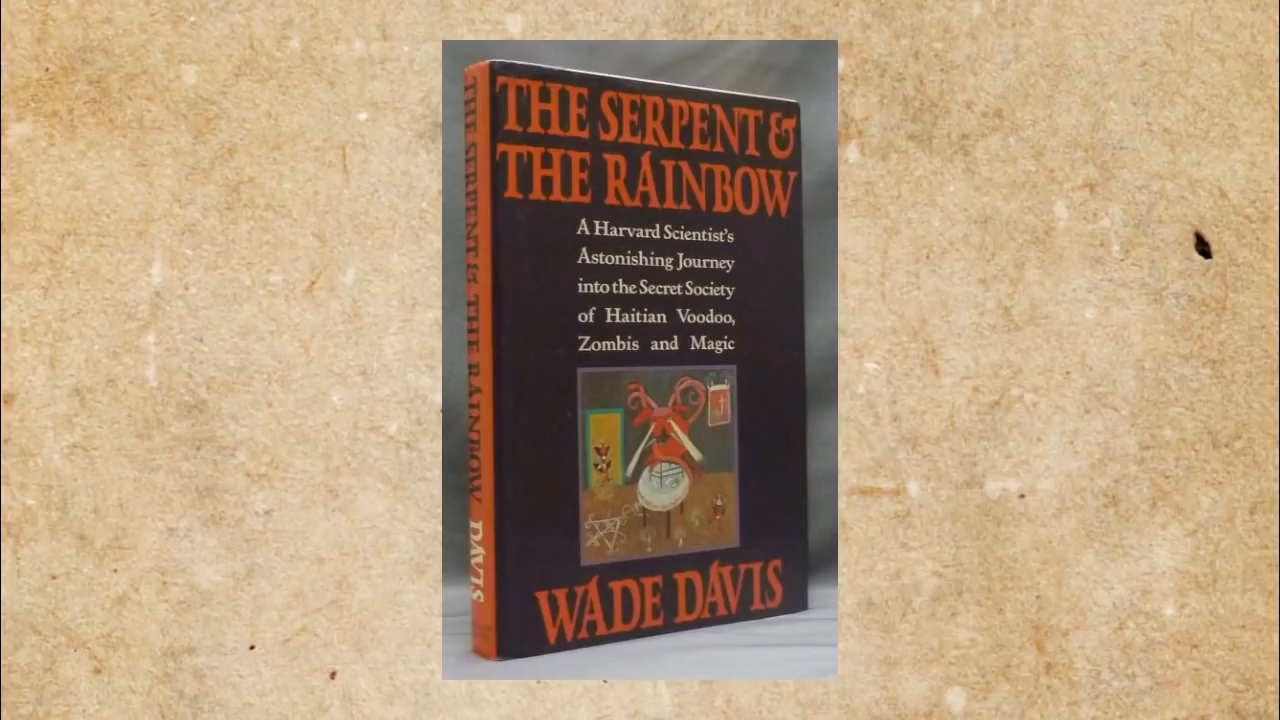 THE SERPENT & THE RAINBOW DAVIS
THE SERPENT &
THE RAINBOW
A Harvard Scientist's
Astonishing Journey
into the Secret Society
of Haitian Voodoo,
Zombis and Magic
WADE DAVIS